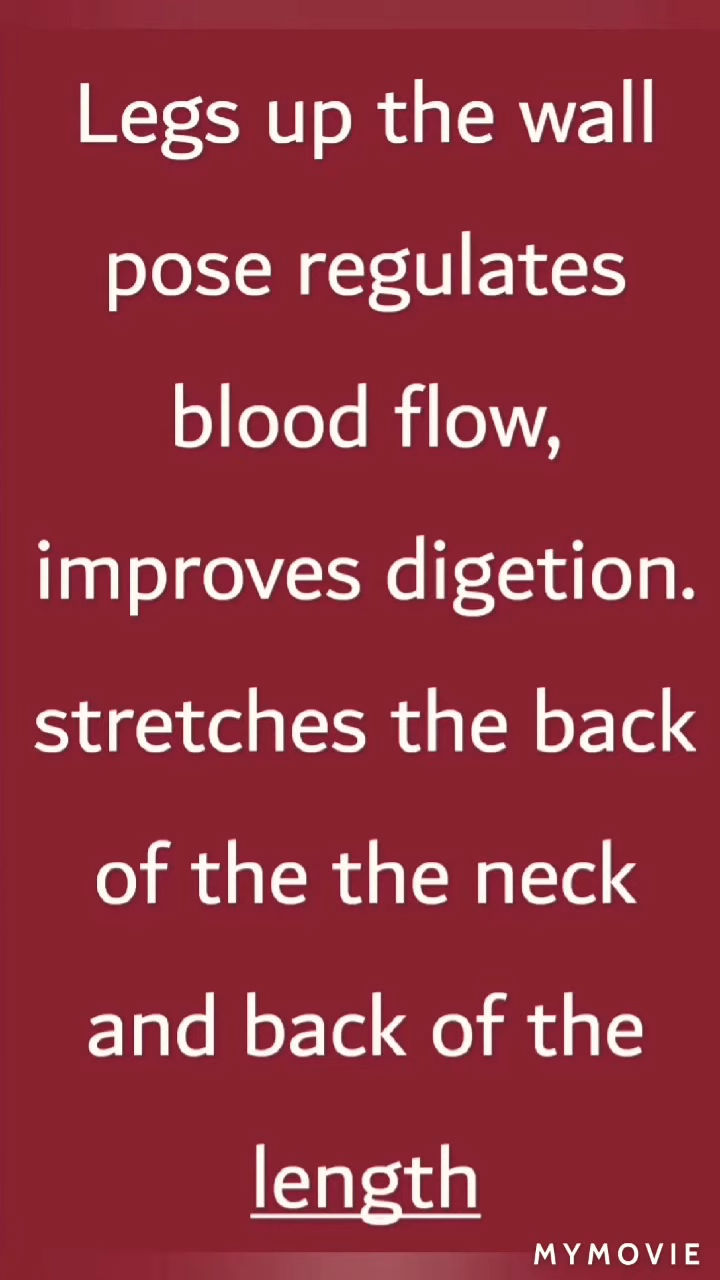 Legs up the wall
pose regulates
blood flow,
improves digetion.
stretches the back
of the the neck
and back of the
length
MYMOVIE